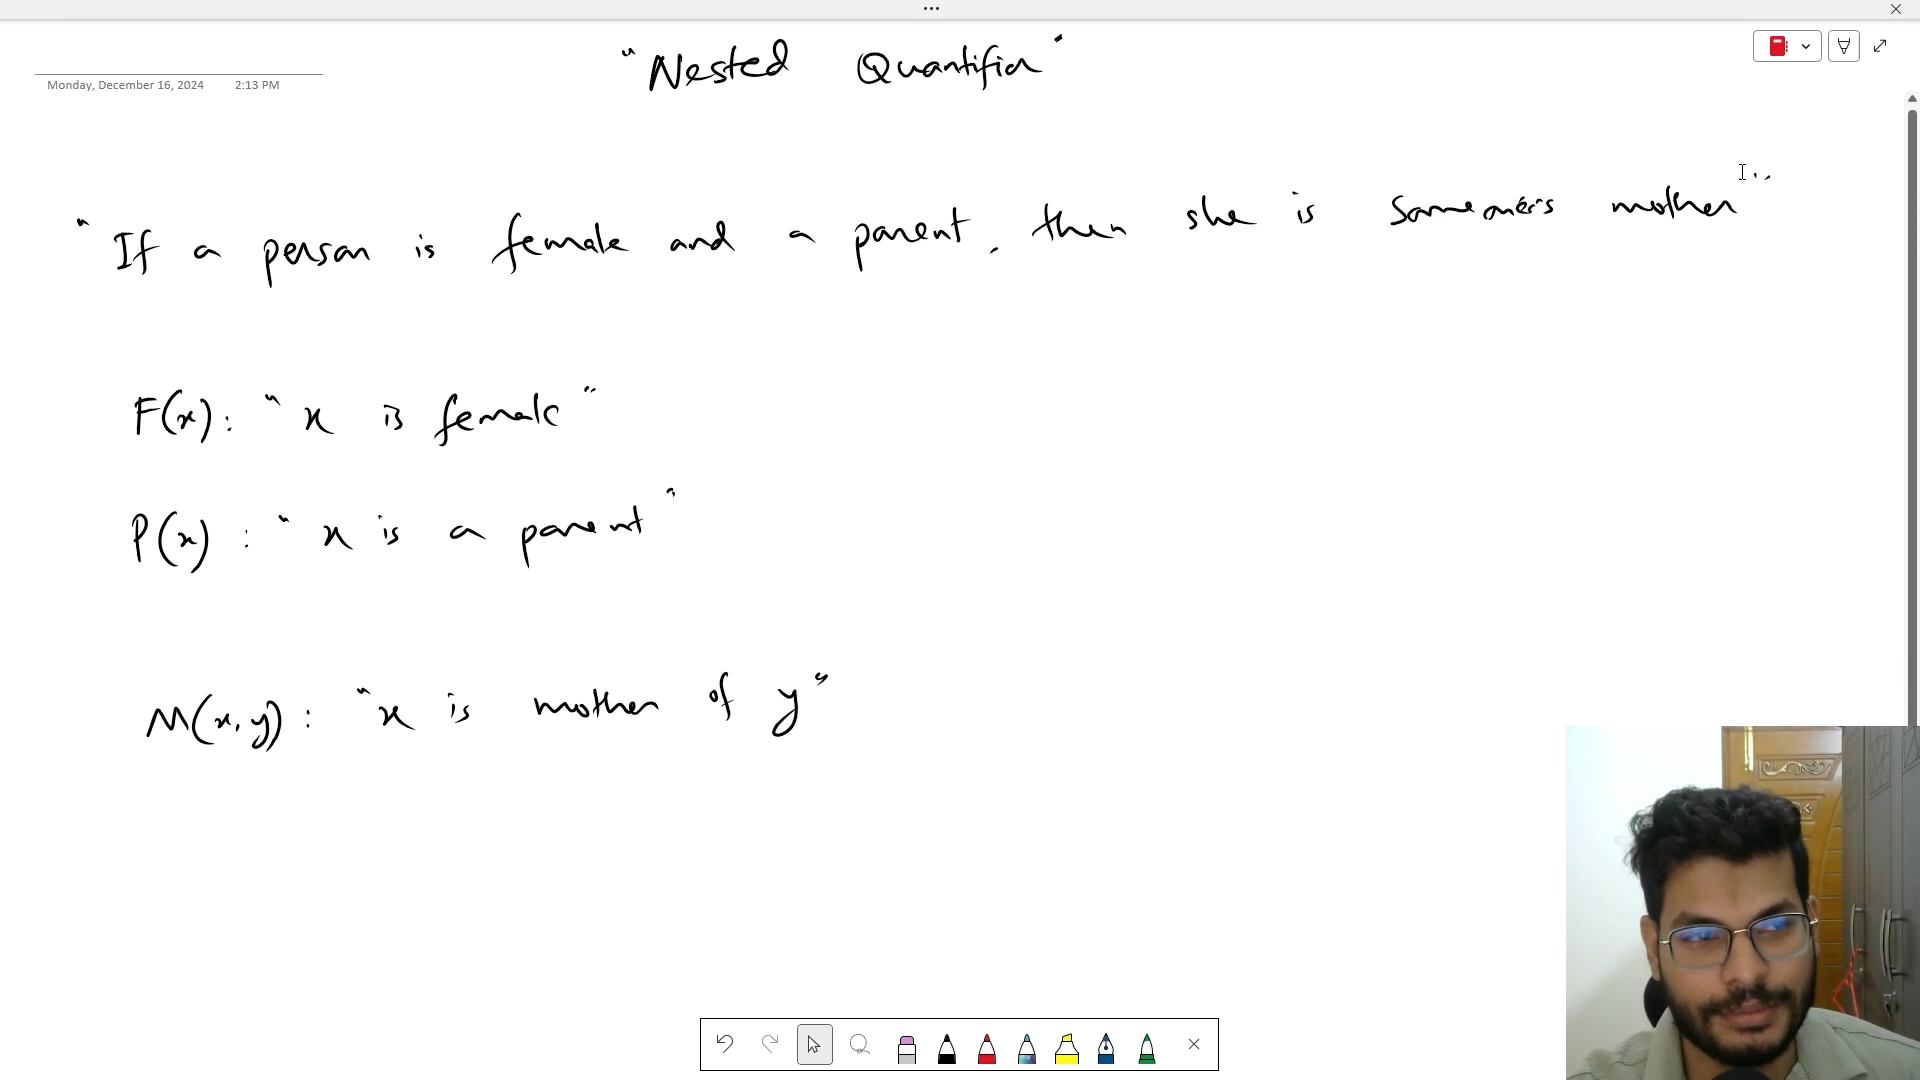 "Nested Quantifier"
Monday, December 16, 2024 2:13 PM
"If a person is female and a parent, then she is someone's mother"
F(x): "x is female"
P(x): "x is a parent"
M(x,y): "x is mother of y"